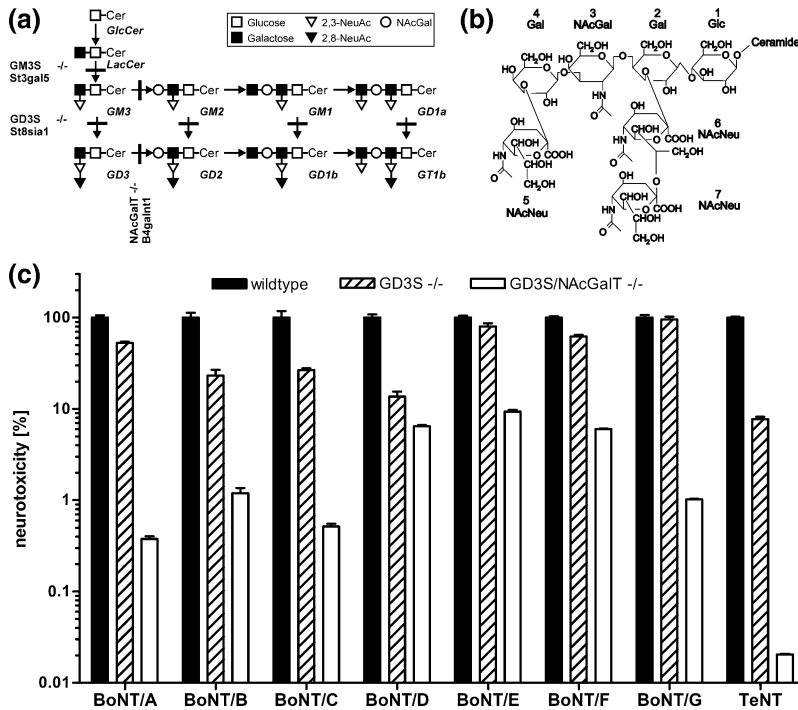 (a)
Cer
GlcCer
Cer
GM3S -/-
St3gal5
LacCer
Glucose
2,3-NeuAc
NAcGal
Galactose
2,8-NeuAc
Cer
Cer
Cer
Cer
GM3
GM2
GM1
GD1a
GD3S -/-
St8sia1
Cer
Cer
Cer
Cer
GD3
GD2
GD1b
GT1b
NAcGalT -/-
B4galnt1
(b)
4
Gal
3
NAcGal
2
Gal
1
Glc
Ceramide
5
NAcNeu
6
NAcNeu
7
NAcNeu
(c)
wildtype
GD3S -/-
GD3S/NAcGalT -/-
neurotoxicity [%]
100
10
1
0.1
0.01
BoNT/A
BoNT/B
BoNT/C
BoNT/D
BoNT/E
BoNT/F
BoNT/G
TeNT